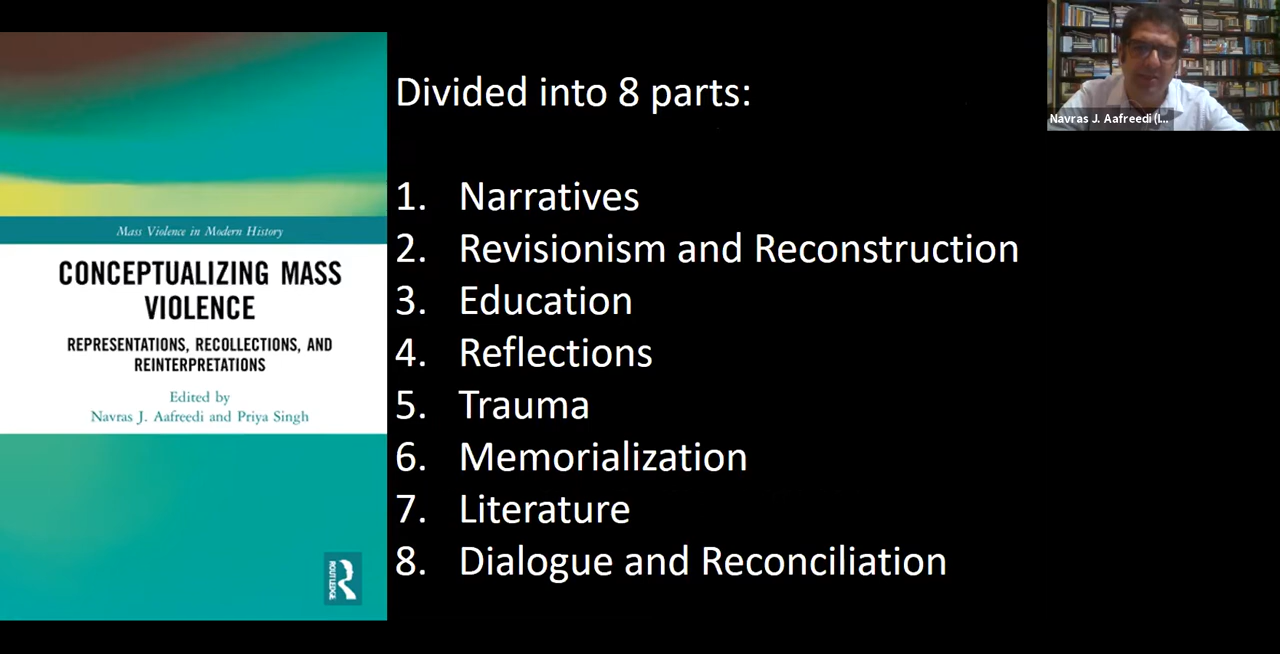 Mass Violence in Modern History
CONCEPTUALIZING MASS
VIOLENCE
REPRESENTATIONS, RECOLLECTIONS, AND
REINTERPRETATIONS
Edited by
Navras J. Aafreedi and Priya Singh
ROUTLEDGE
Divided into 8 parts:
1. Narratives
2. Revisionism and Reconstruction
3. Education
4. Reflections
5. Trauma
6. Memorialization
7. Literature
8. Dialogue and Reconciliation
Navras J. Aafreedi (I...